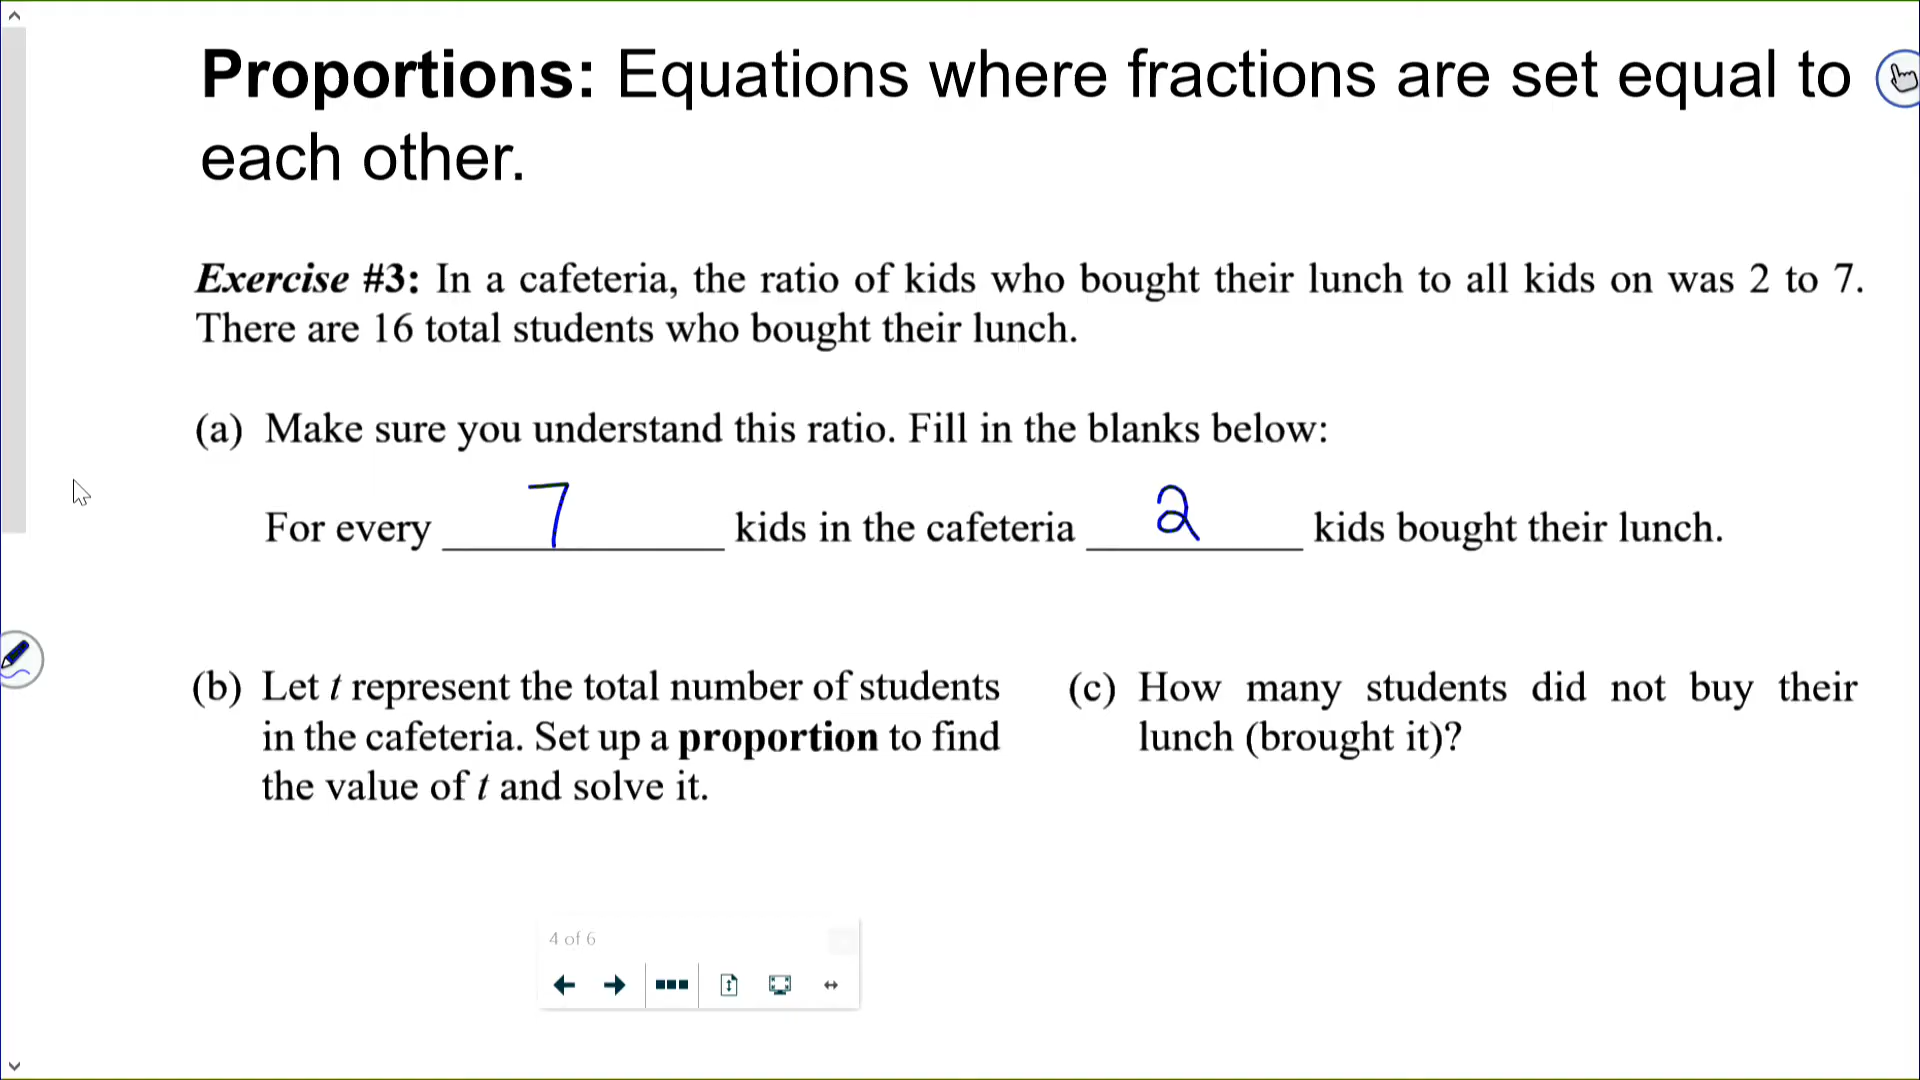 Proportions: Equations where fractions are set equal to
each other.
Exercise #3: In a cafeteria, the ratio of kids who bought their lunch to all kids on was 2 to 7.
There are 16 total students who bought their lunch.
(a) Make sure you understand this ratio. Fill in the blanks below:
For every 7 kids in the cafeteria 2 kids bought their lunch.
(b) Let t represent the total number of students
in the cafeteria. Set up a proportion to find
the value of t and solve it.
(c) How many students did not buy their
lunch (brought it)?
4 of 6